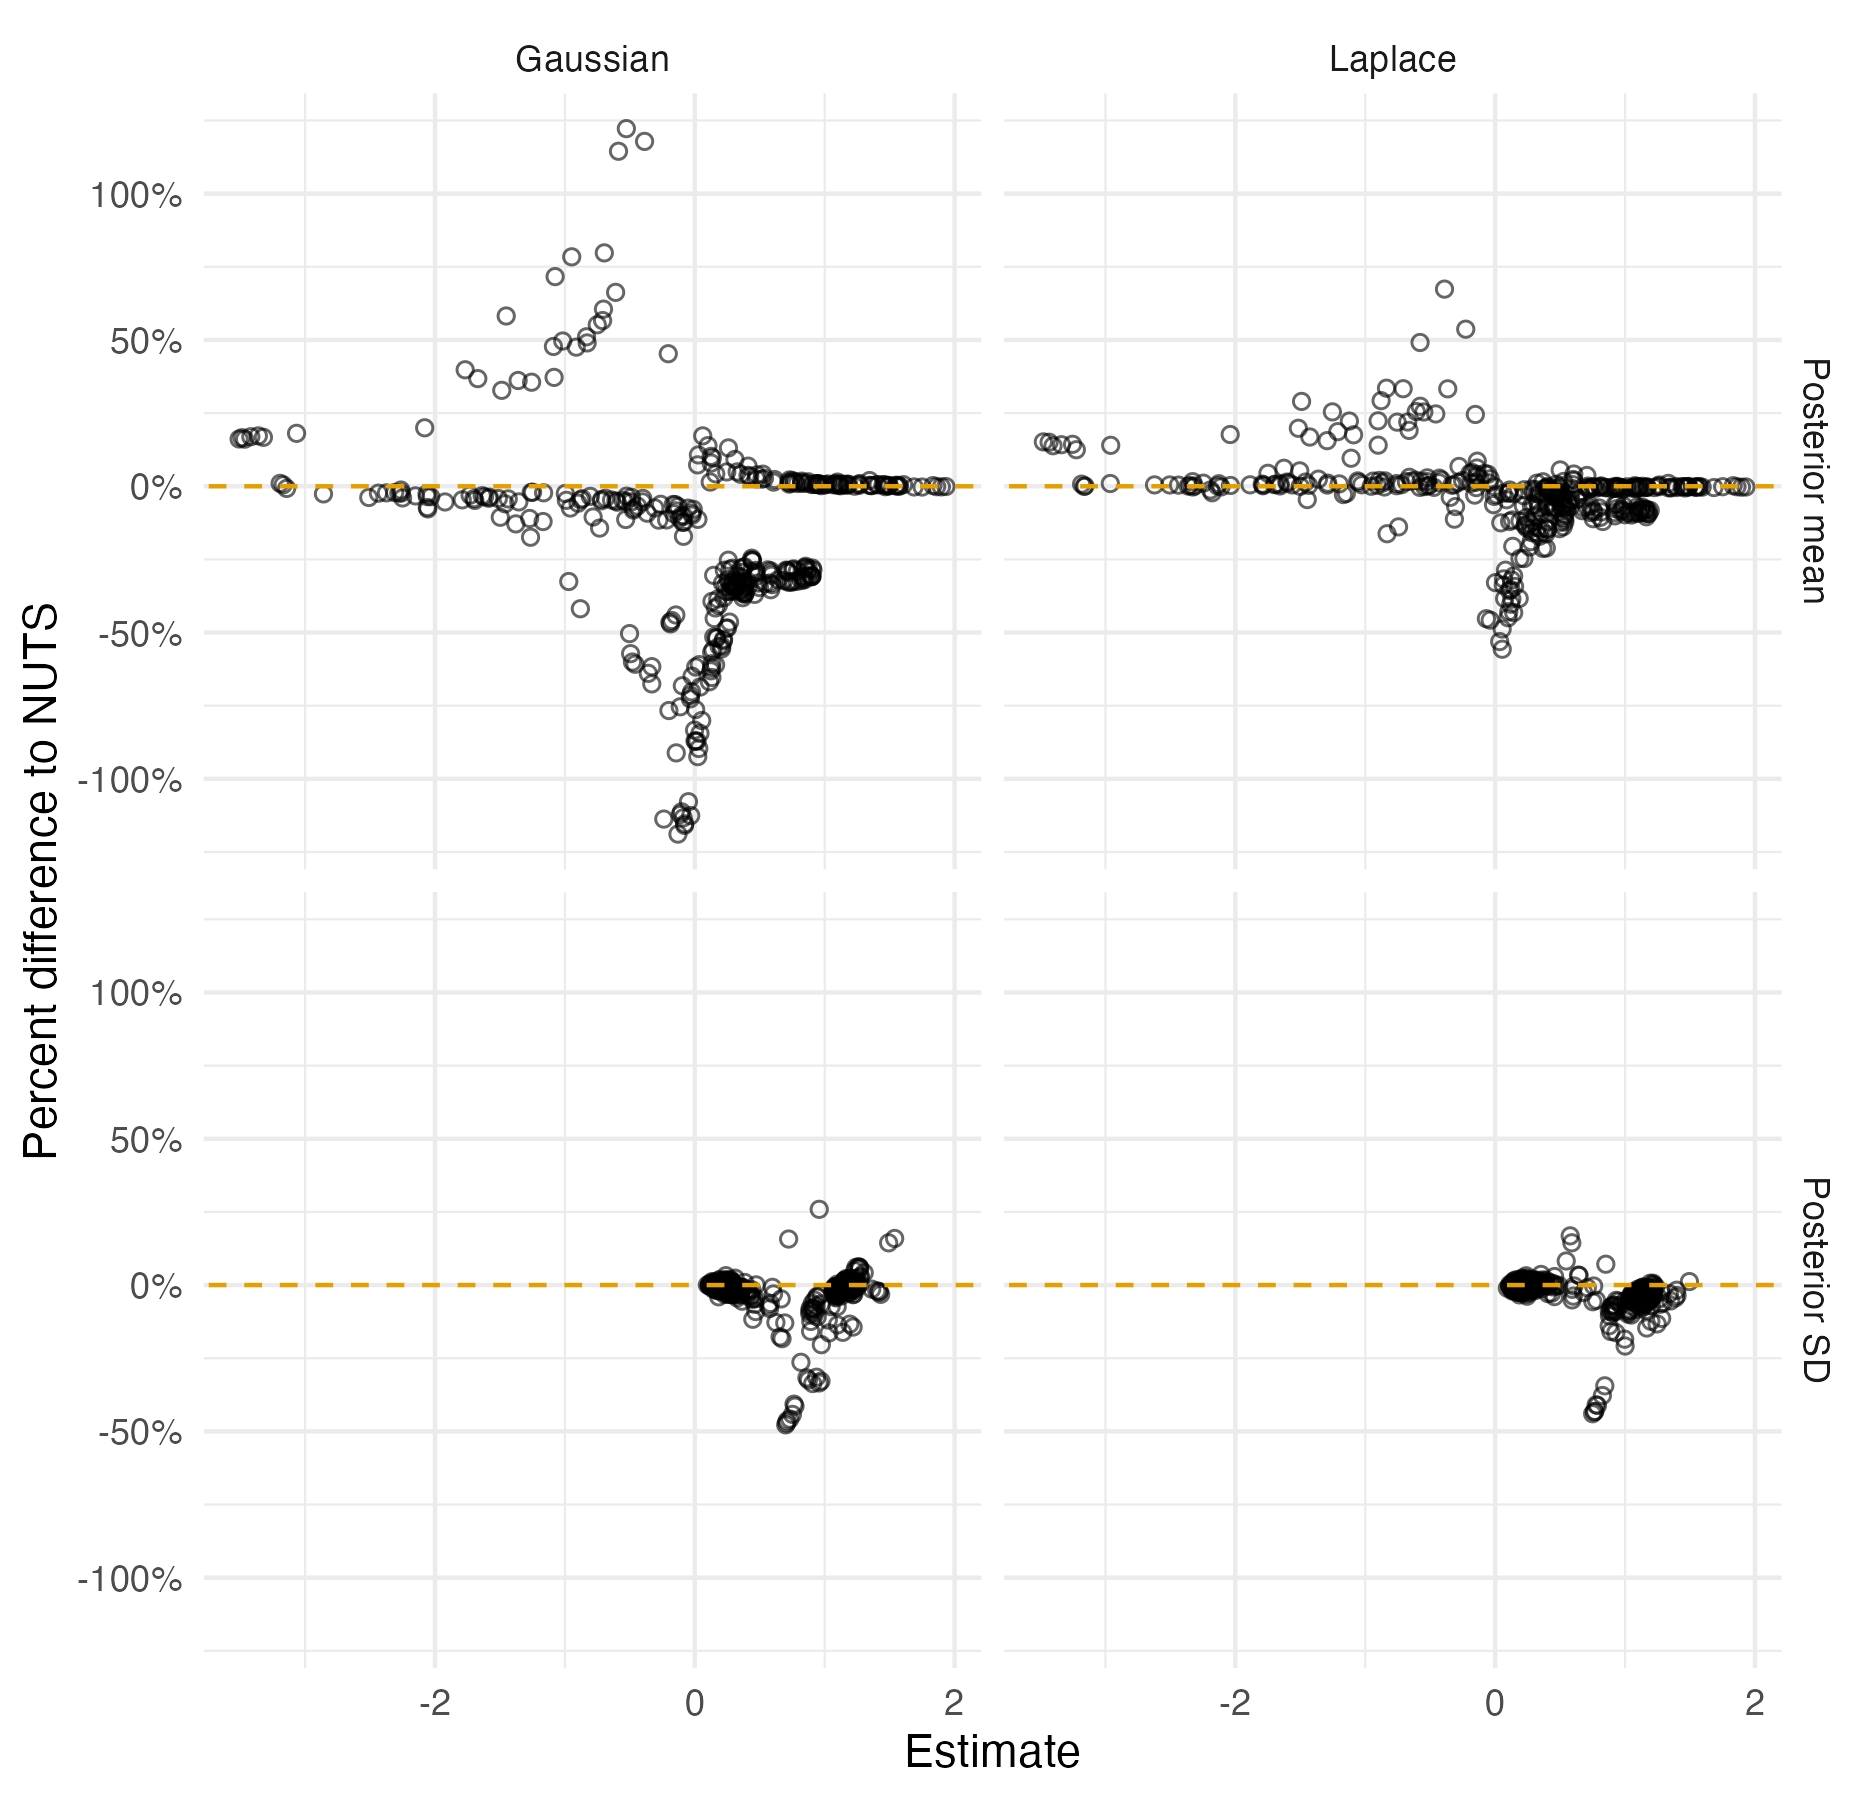 Gaussian
Laplace
100%
50%
0%
-50%
-100%
Posterior mean
Percent difference to NUTS
100%
50%
0%
-50%
-100%
Posterior SD
-2
0
2
-2
0
2
Estimate